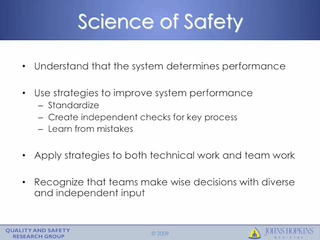 Science of Safety
• Understand that the system determines performance
• Use strategies to improve system performance
– Standardize
– Create independent checks for key process
– Learn from mistakes
• Apply strategies to both technical work and team work
• Recognize that teams make wise decisions with diverse
and independent input
QUALITY AND SAFETY
RESEARCH GROUP
© 2009
JOHNS HOPKINS
MEDICINE